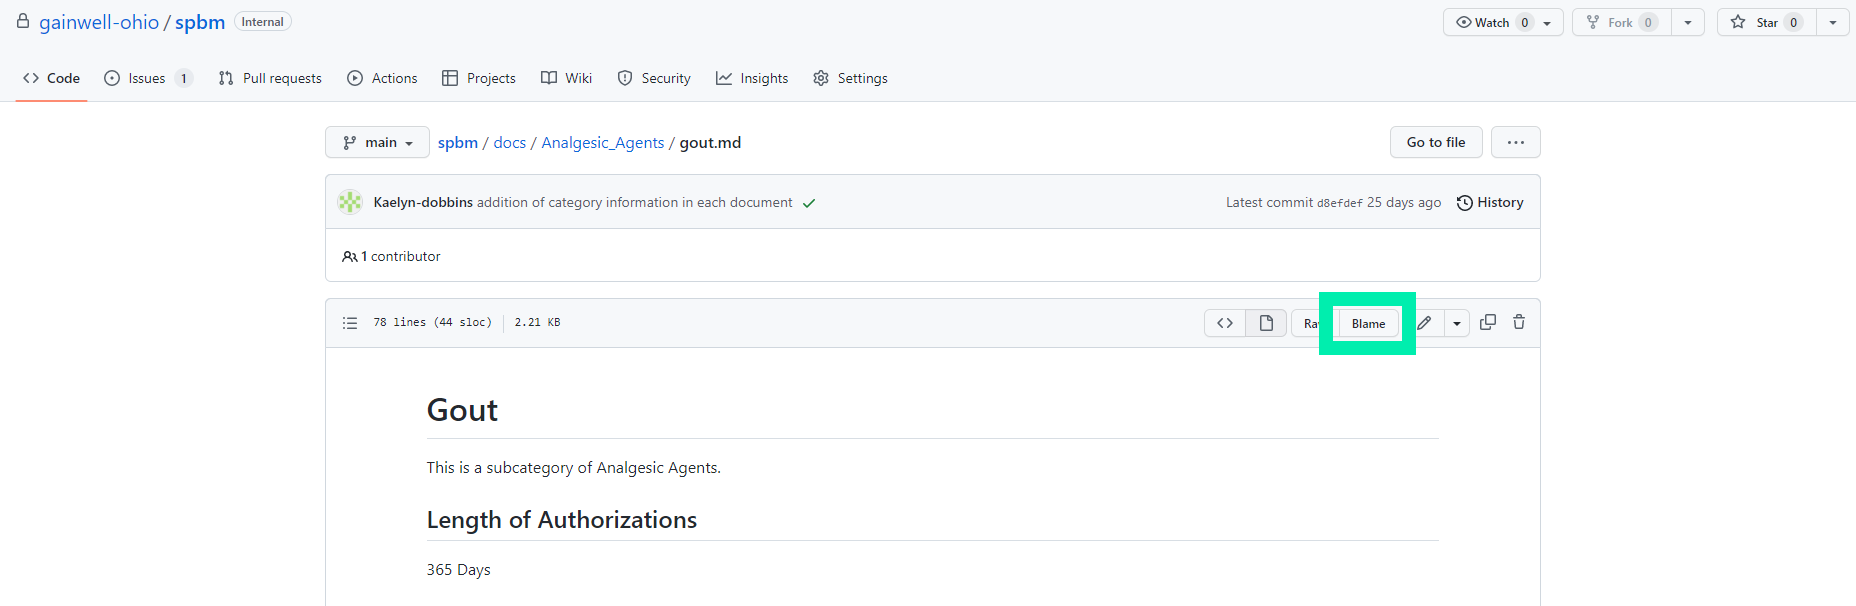 gainwell-ohio / spbm Internal Watch 0 Fork 0 Star 0
Code Issues 1 Pull requests Actions Projects Wiki Security Insights Settings
main spbm / docs / Analgesic_Agents / gout.md Go to file ...
Kaelyn-dobbins addition of category information in each document Latest commit d8efdef 25 days ago History
1 contributor
78 lines (44 sloc) 2.21 KB Blame
Gout
This is a subcategory of Analgesic Agents.
Length of Authorizations
365 Days